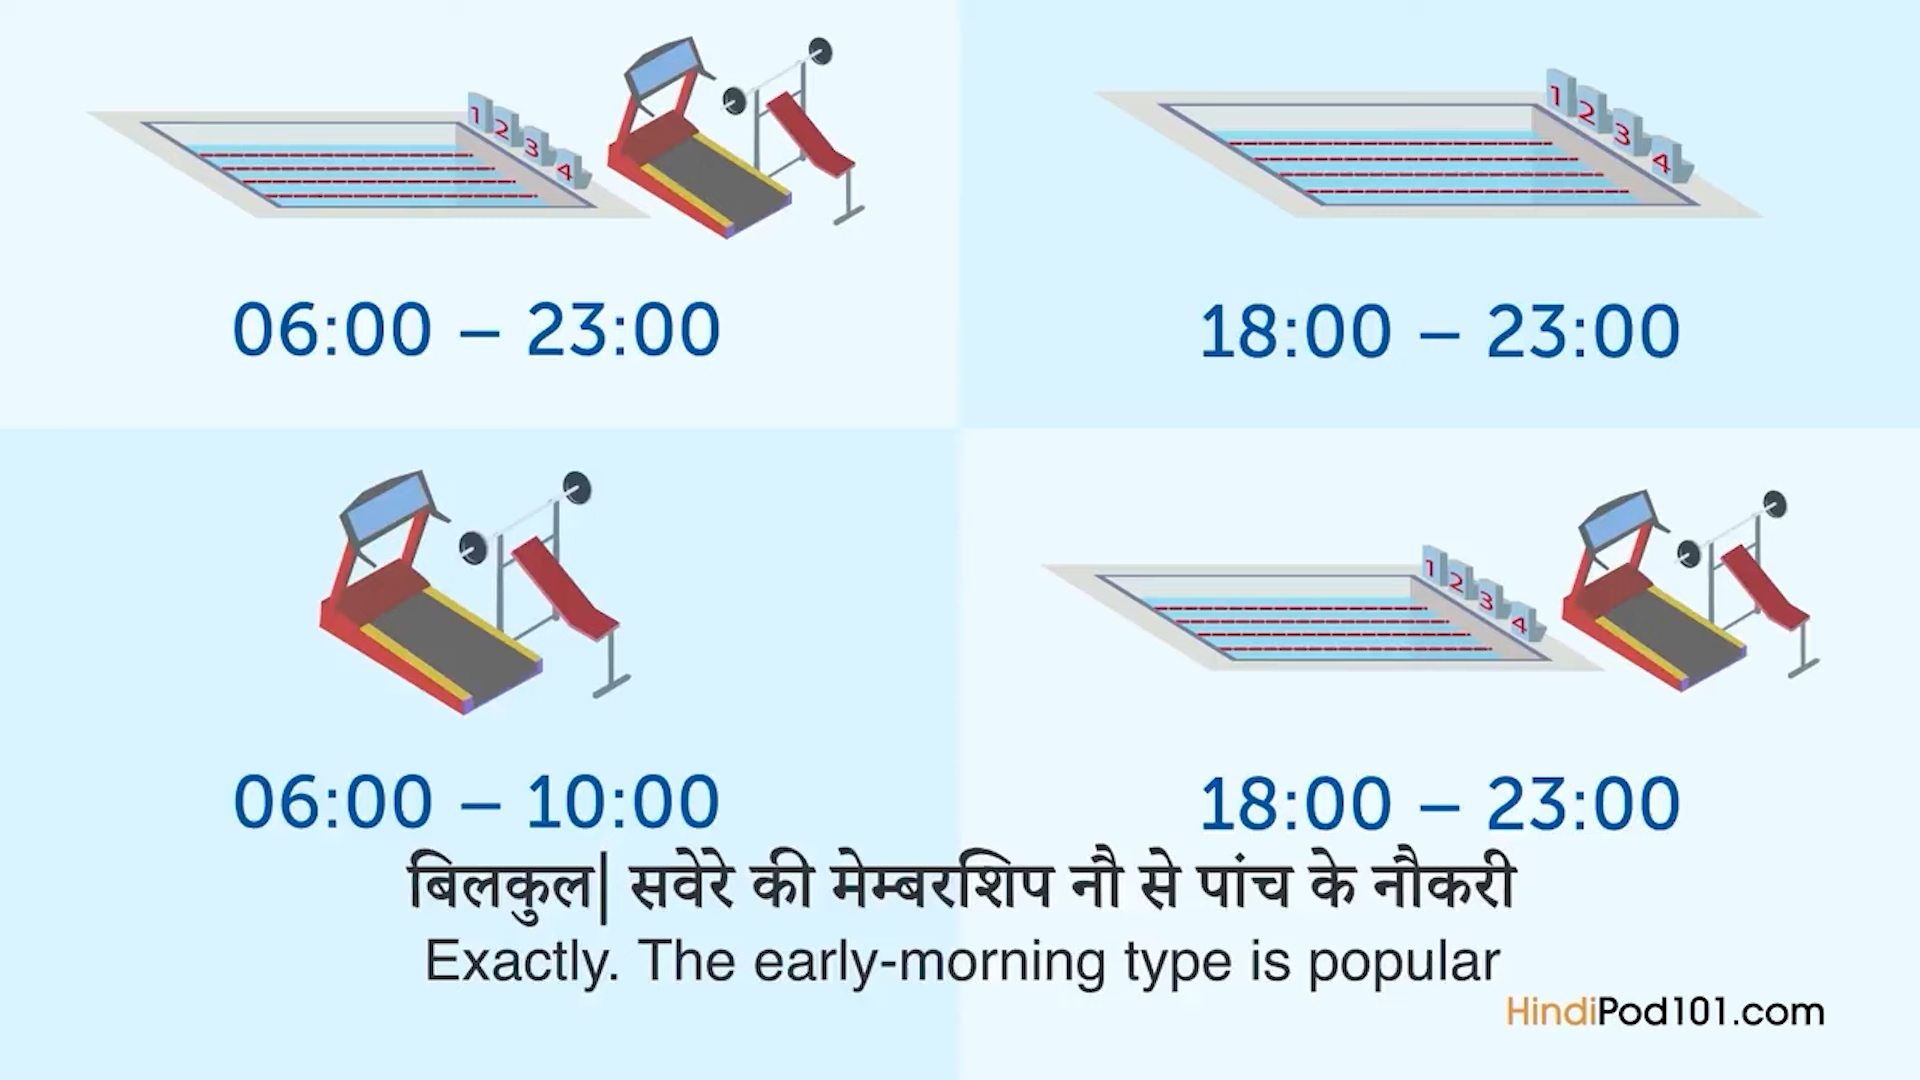 1 2 3 4
06:00 – 23:00
1 2 3 4
18:00 – 23:00
06:00 – 10:00
1 2 3 4
18:00 – 23:00
बिलकुल| सवेरे की मेम्बरशिप नौ से पांच के नौकरी
Exactly. The early-morning type is popular
HindiPod101.com